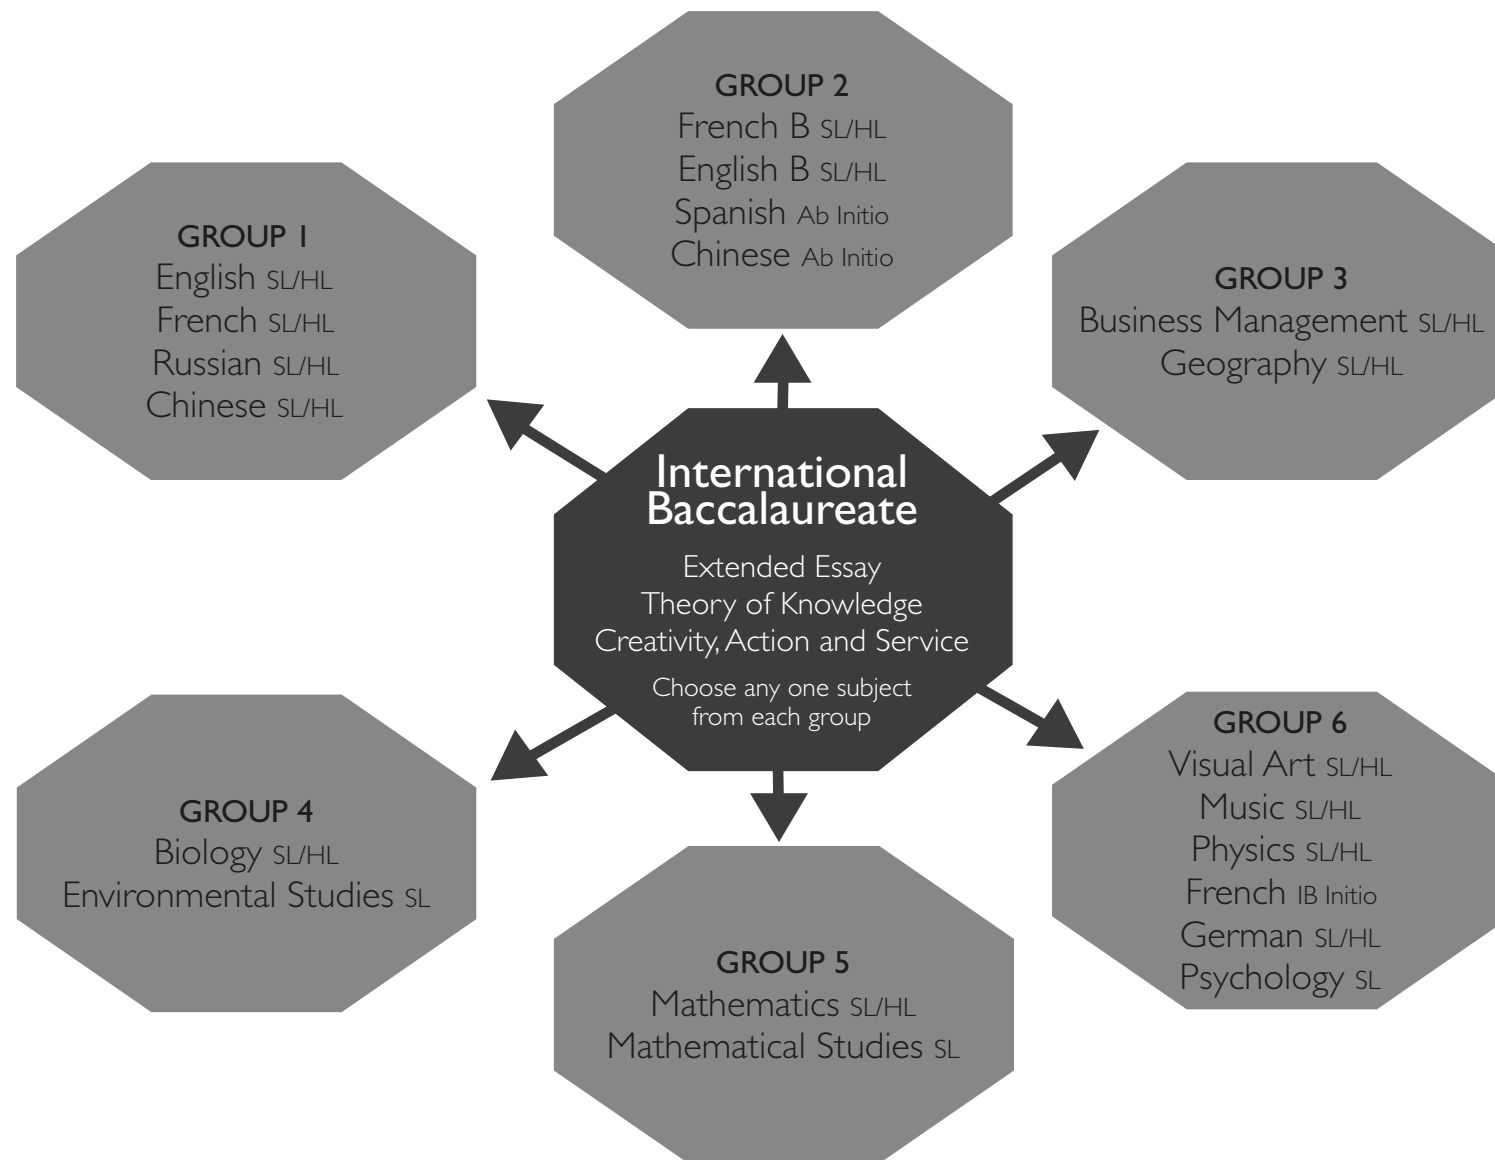 GROUP 1
English SL/HL
French SL/HL
Russian SL/HL
Chinese SL/HL
GROUP 2
French B SL/HL
English B SL/HL
Spanish Ab Initio
Chinese Ab Initio
GROUP 3
Business Management SL/HL
Geography SL/HL
International
Baccalaureate
Extended Essay
Theory of Knowledge
Creativity, Action and Service
Choose any one subject
from each group
GROUP 4
Biology SL/HL
Environmental Studies SL
GROUP 5
Mathematics SL/HL
Mathematical Studies SL
GROUP 6
Visual Art SL/HL
Music SL/HL
Physics SL/HL
French IB Initio
German SL/HL
Psychology SL